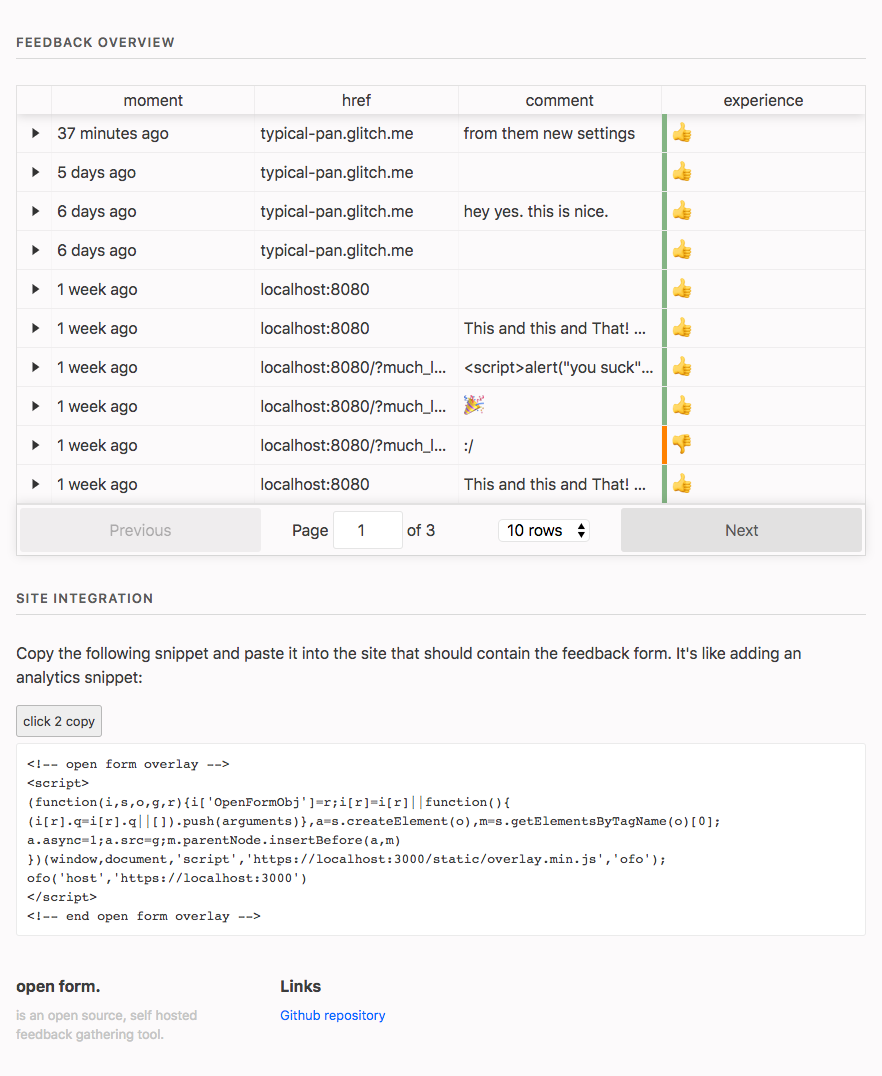 FEEDBACK OVERVIEW
moment href comment experience
37 minutes ago typical-pan.glitch.me from them new settings 👍
5 days ago typical-pan.glitch.me 👍
6 days ago typical-pan.glitch.me hey yes. this is nice. 👍
6 days ago typical-pan.glitch.me 👍
1 week ago localhost:8080 👍
1 week ago localhost:8080 This and this and That! ... 👍
1 week ago localhost:8080/?much_l... <script>alert("you suck"... 👍
1 week ago localhost:8080/?much_l... 🎉 👍
1 week ago localhost:8080/?much_l... :/ 👎
1 week ago localhost:8080 This and this and That! ... 👍
Previous Page 1 of 3 10 rows Next
SITE INTEGRATION
Copy the following snippet and paste it into the site that should contain the feedback form. It's like adding an
analytics snippet:
click 2 copy
<!-- open form overlay -->
<script>
(function(i,s,o,g,r){i['OpenFormObj']=r;i[r]=i[r]||function(){
(i[r].q=i[r].q||[]).push(arguments)},a=s.createElement(o),m=s.getElementsByTagName(o)[0];
a.async=1;a.src=g;m.parentNode.insertBefore(a,m)
})(window,document,'script','https://localhost:3000/static/overlay.min.js','ofo');
ofo('host','https://localhost:3000')
</script>
<!-- end open form overlay -->
open form. Links
is an open source, self hosted Github repository
feedback gathering tool.